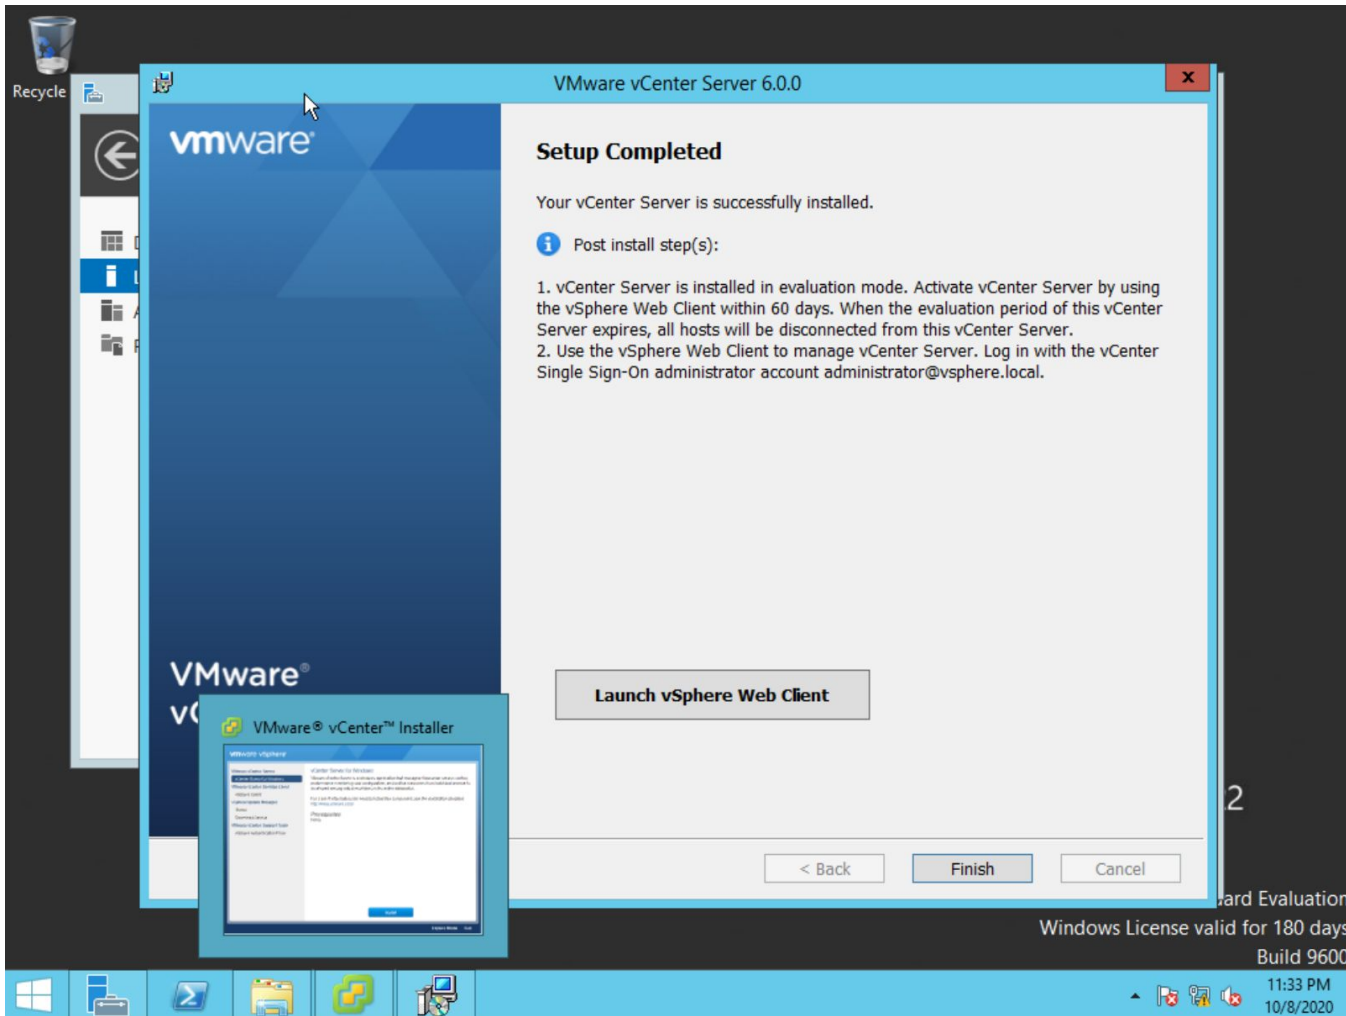 Recycle
VMware vCenter Server 6.0.0
x
vmware
Setup Completed
Your vCenter Server is successfully installed.
Post install step(s):
1. vCenter Server is installed in evaluation mode. Activate vCenter Server by using
the vSphere Web Client within 60 days. When the evaluation period of this vCenter
Server expires, all hosts will be disconnected from this vCenter Server.
2. Use the vSphere Web Client to manage vCenter Server. Log in with the vCenter
Single Sign-On administrator account administrator@vsphere.local.
VMware®
Launch vSphere Web Client
VMware® vCenter™ Installer
vmware vSphere
< Back
Finish
Cancel
Evaluation
Windows License valid for 180 days
Build 9600
11:33 PM
10/8/2020